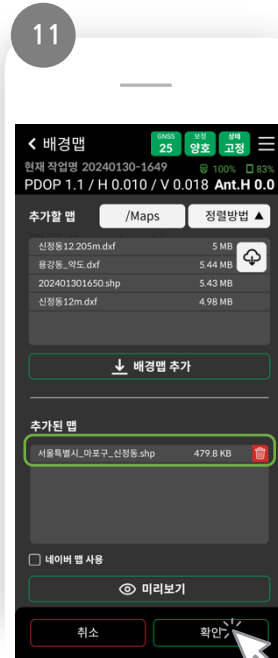 11
배경맵
GNSS 25 보정 양호 상태 고정
현재 작업명 20240130-1649 100% 83%
PDOP 1.1 / H 0.010 / V 0.018 Ant.H 0.0
추가할 맵 /Maps 정렬방법 ▲
신정동12.205m.dxf 5 MB
용강동_약도.dxf 5.44 MB
202401301650.shp 5.43 MB
신정동12m.dxf 4.98 MB
배경맵 추가
추가된 맵
서울특별시_마포구_신정동.shp 479.8 KB
네이버 맵 사용
미리보기
취소 확인